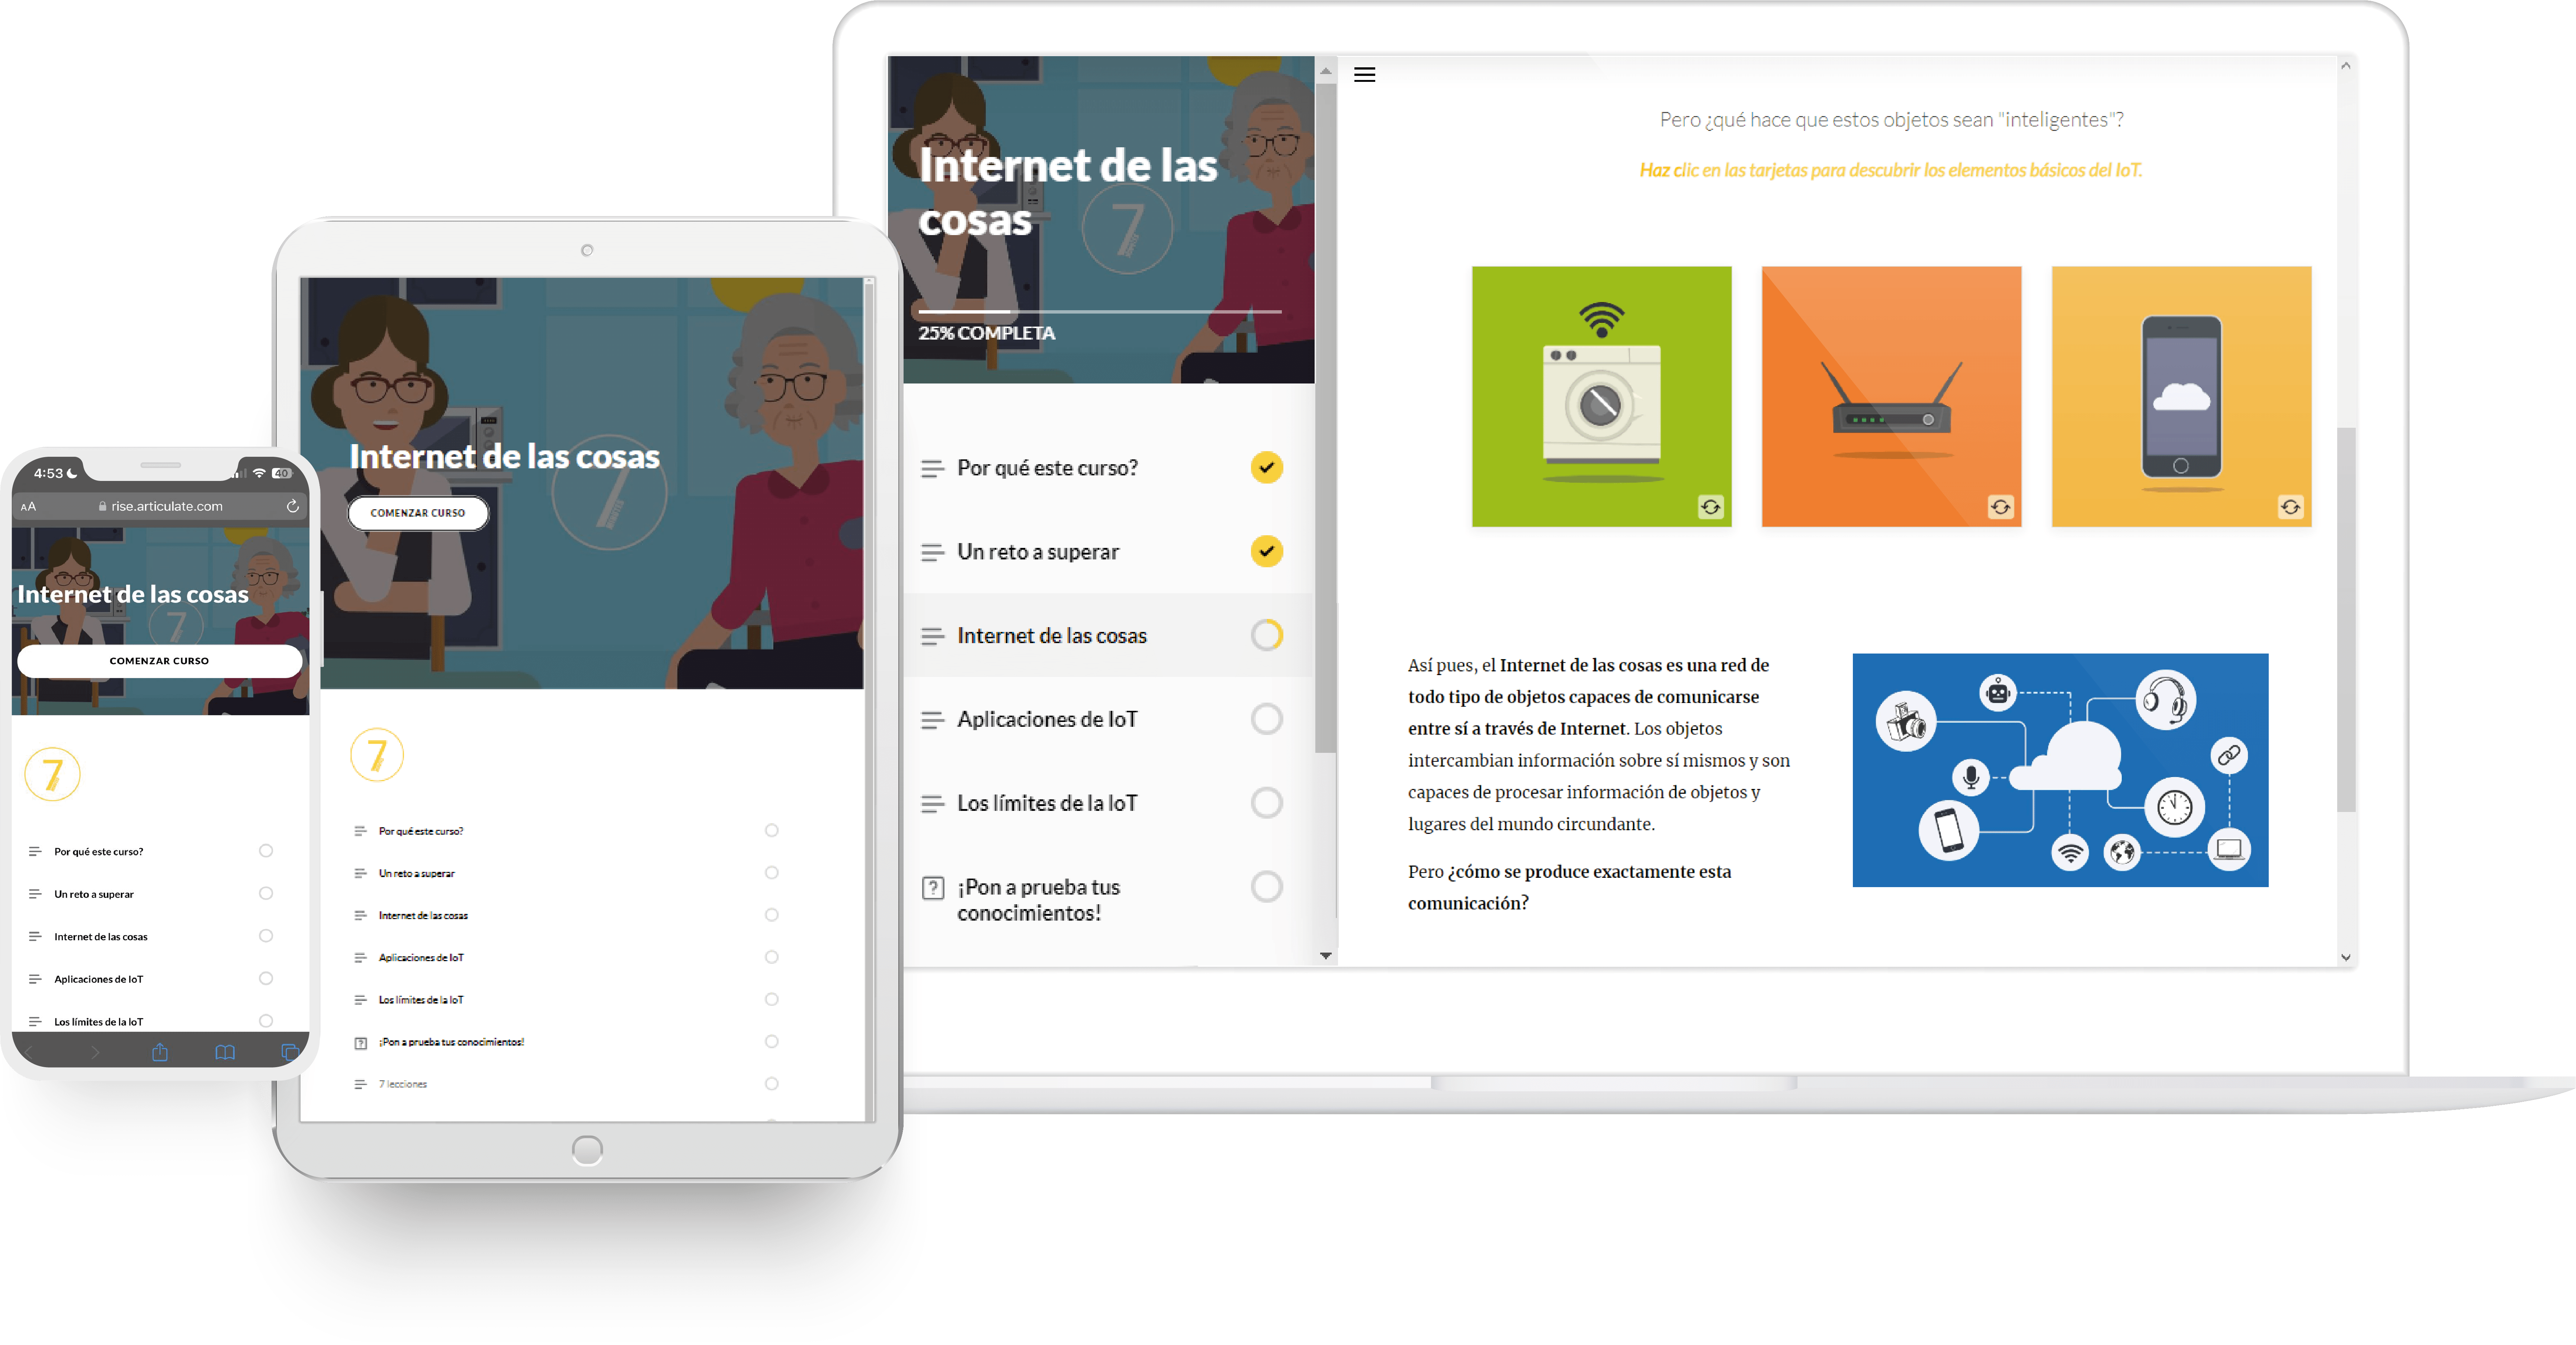 4:53
40
AA
rise.articulate.com
Internet de las cosas
COMENZAR CURSO
7
Por qué este curso?
Un reto a superar
Internet de las cosas
Aplicaciones de IoT
Los límites de la IoT
Internet de las cosas
7
COMENZAR CURSO
7
Por qué este curso?
Un reto a superar
Internet de las cosas
Aplicaciones de IoT
Los límites de la IoT
¡Pon a prueba tus conocimientos!
7 lecciones
Internet de las
cosas
7
25% COMPLETA
Por qué este curso?
Un reto a superar
Internet de las cosas
Aplicaciones de IoT
Los límites de la IoT
¡Pon a prueba tus
conocimientos!
Pero ¿qué hace que estos objetos sean "inteligentes"?
Haz clic en las tarjetas para descubrir los elementos básicos del IoT.
Así pues, el Internet de las cosas es una red de
todo tipo de objetos capaces de comunicarse
entre sí a través de Internet. Los objetos
intercambian información sobre sí mismos y son
capaces de procesar información de objetos y
lugares del mundo circundante.
Pero ¿cómo se produce exactamente esta
comunicación?